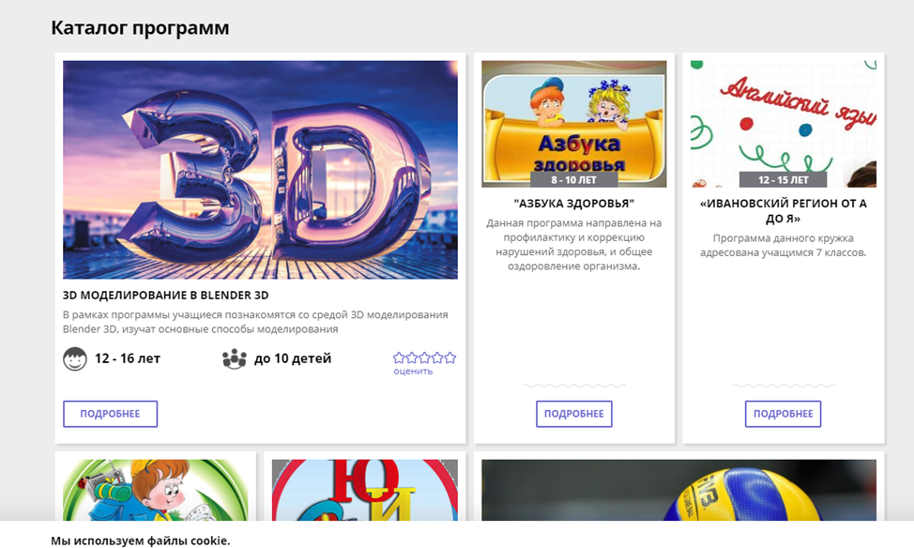 Каталог программ
3D
3D МОДЕЛИРОВАНИЕ В BLENDER 3D
В рамках программы учащиеся познакомятся со средой 3D моделирования
Blender 3D, изучат основные способы моделирования
12 - 16 лет
до 10 детей
оценить
ПОДРОБНЕЕ
Азбука
здоровья
8 - 10 ЛЕТ
"АЗБУКА ЗДОРОВЬЯ"
Данная программа направлена на
профилактику и коррекцию
нарушений здоровья, и общее
оздоровление организма.
ПОДРОБНЕЕ
Английский язы
12 - 15 ЛЕТ
«ИВАНОВСКИЙ РЕГИОН ОТ А
ДО Я»
Программа данного кружка
адресована учащимся 7 классов.
ПОДРОБНЕЕ
Ю
И
Мы используем файлы cookie.